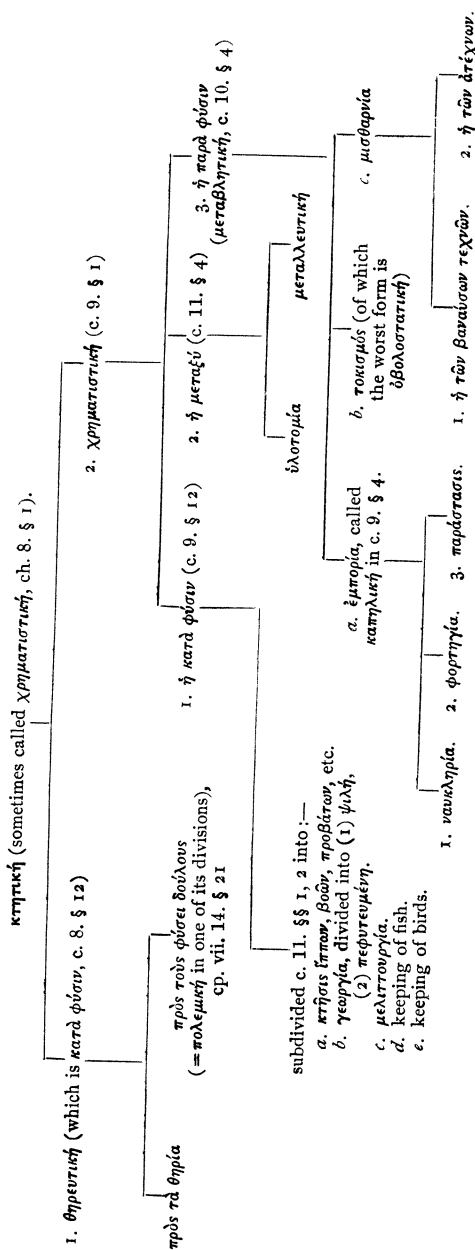 κτητική (sometimes called χρηματιστική, ch. 8. § 1).
1. θηρευτική (which is κατὰ φύσιν, c. 8. § 12)
2. χρηματιστική (c. 9. § 1)
πρὸς τὰ θηρία
πρὸς τοὺς φύσει δούλους
(=πολεμική in one of its divisions),
cp. vii. 14. § 21
1. ἡ κατὰ φύσιν (c. 9. § 12)
2. ἡ μεταξύ (c. 11. § 4)
3. ἡ παρὰ φύσιν
(μεταβλητική, c. 10. § 4)
ὑλοτομία
μεταλλευτική
subdivided c. 11. §§ 1, 2 into:—
a. κτῆσις ἵππων, βοῶν, προβάτων, etc.
b. γεωργία, divided into (1) ψιλή,
(2) πεφυτευμένη.
c. μελιττουργία.
d. keeping of fish.
e. keeping of birds.
a. ἐμπορία, called
καπηλική in c. 9. § 4.
b. τοκισμός (of which
the worst form is
ὀβολοστατική)
c. μισθαρνία
1. ναυκληρία.
2. φορτηγία.
3. παράστασις.
1. ἡ τῶν βαναύσων τεχνῶν.
2. ἡ τῶν ἀτέχνων.